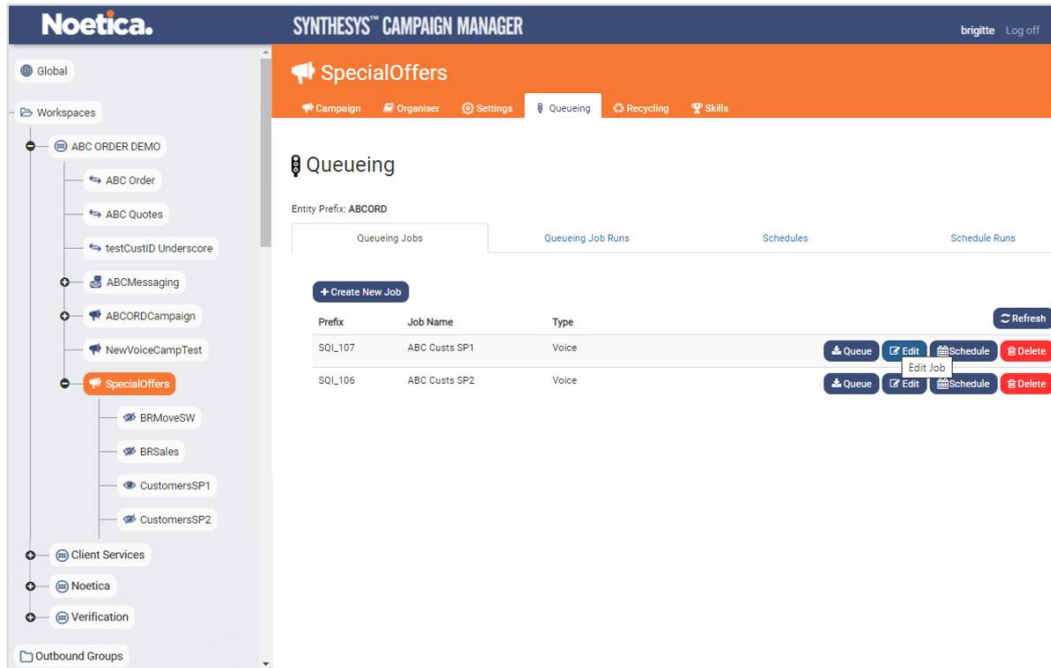 Noetica.
SYNTHESYS™ CAMPAIGN MANAGER
brigitte Log off
Global
Workspaces
ABC ORDER DEMO
ABC Order
ABC Quotes
testCustID Underscore
ABCMessaging
ABCORDCampaign
NewVoiceCampTest
SpecialOffers
BRMoveSW
BRSales
CustomersSP1
CustomersSP2
Client Services
Noetica
Verification
Outbound Groups
SpecialOffers
Campaign Organiser Settings Queueing Recycling Skills
Queueing
Entity Prefix: ABCORD
Queueing Jobs Queueing Job Runs Schedules Schedule Runs
+ Create New Job
Refresh
Prefix Job Name Type
SQI_107 ABC Custs SP1 Voice Queue Edit Schedule Delete
Edit Job
SQI_106 ABC Custs SP2 Voice Queue Edit Schedule Delete